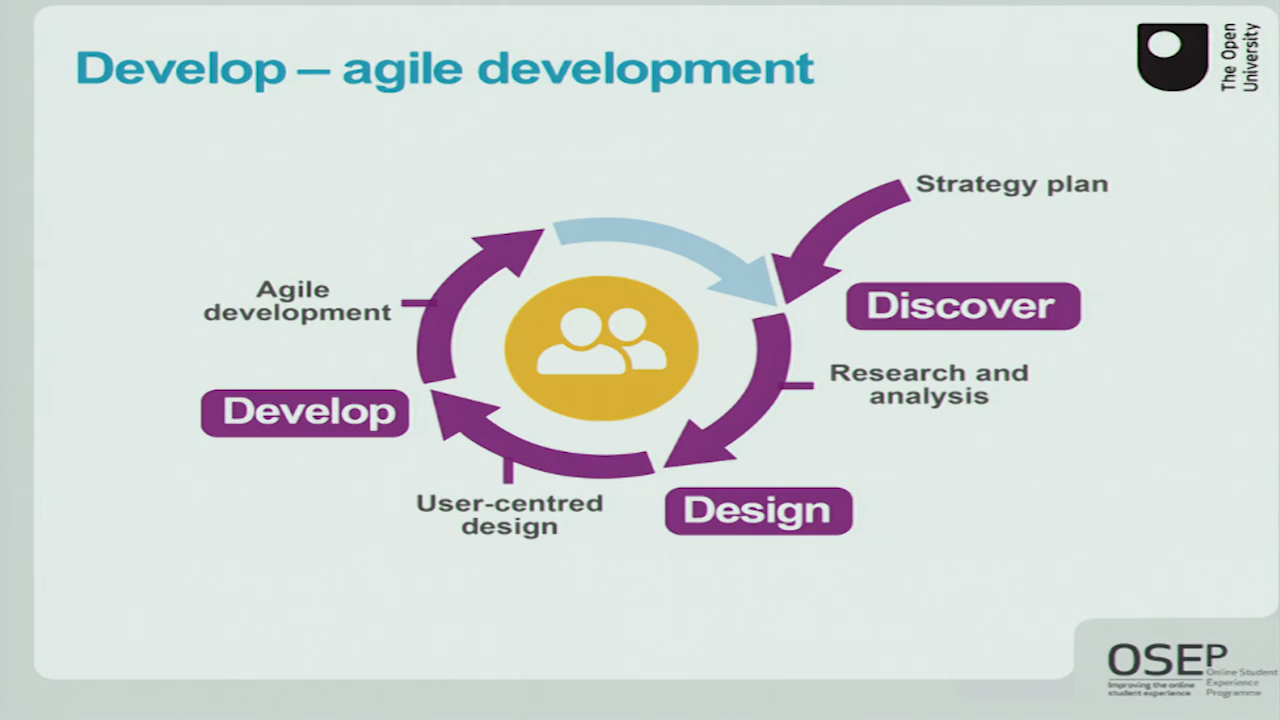 Develop – agile development
The Open
University
Strategy plan
Discover
Research and
analysis
Design
User-centred
design
Develop
Agile
development
OSEP
Improving the online
student experience
Online Student
Experience
Programme